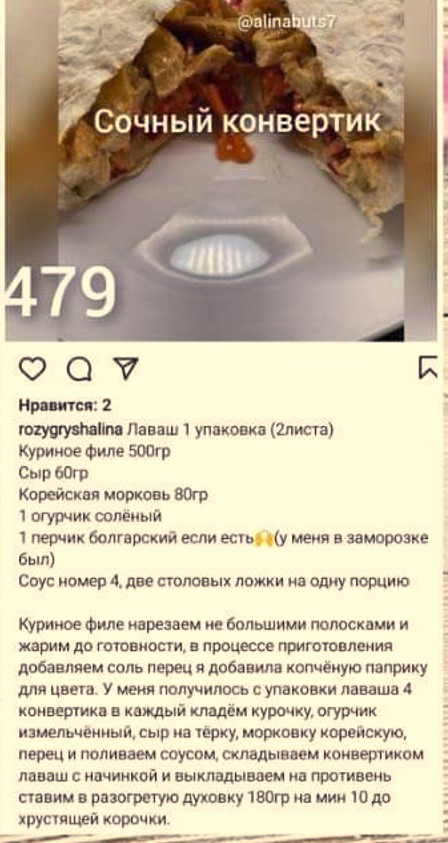 @alinabuts7
Сочный конвертик
479
Нравится: 2
rozygryshalina Лаваш 1 упаковка (2листа)
Куриное филе 500гр
Сыр 60гр
Корейская морковь 80гр
1 огурчик солёный
1 перчик болгарский если есть🙌(у меня в заморозке
был)
Соус номер 4, две столовых ложки на одну порцию
Куриное филе нарезаем не большими полосками и
жарим до готовности, в процессе приготовления
добавляем соль перец я добавила копчёную паприку
для цвета. У меня получилось с упаковки лаваша 4
конвертика в каждый кладём курочку, огурчик
измельчённый, сыр на тёрку, морковку корейскую,
перец и поливаем соусом, складываем конвертиком
лаваш с начинкой и выкладываем на противень
ставим в разогретую духовку 180гр на мин 10 до
хрустящей корочки.